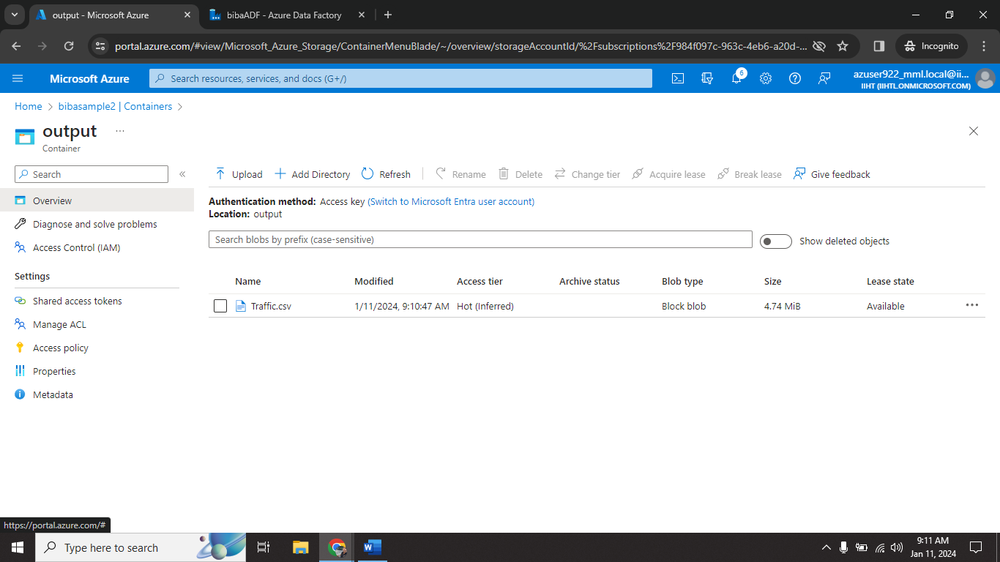 output - Microsoft Azure
bibaADF - Azure Data Factory
portal.azure.com/#view/Microsoft_Azure_Storage/ContainerMenuBlade/~/overview/storageAccountId/%2Fsubscriptions%2F984f097c-963c-4eb6-a20d-...
Incognito
Microsoft Azure
Search resources, services, and docs (G+/)
6
azuser922_mml.local@ii...
IIHT (IIHTL.ONMICROSOFT.COM)
Home > bibasample2 | Containers >
output ...
Container
Search
«
Overview
Diagnose and solve problems
Access Control (IAM)
Settings
Shared access tokens
Manage ACL
Access policy
Properties
Metadata
Upload Add Directory Refresh Rename Delete Change tier Acquire lease Break lease Give feedback
Authentication method: Access key (Switch to Microsoft Entra user account)
Location: output
Search blobs by prefix (case-sensitive)
Show deleted objects
Name Modified Access tier Archive status Blob type Size Lease state
Traffic.csv 1/11/2024, 9:10:47 AM Hot (Inferred) Block blob 4.74 MiB Available ...
https://portal.azure.com/#
Type here to search
9:11 AM
Jan 11, 2024